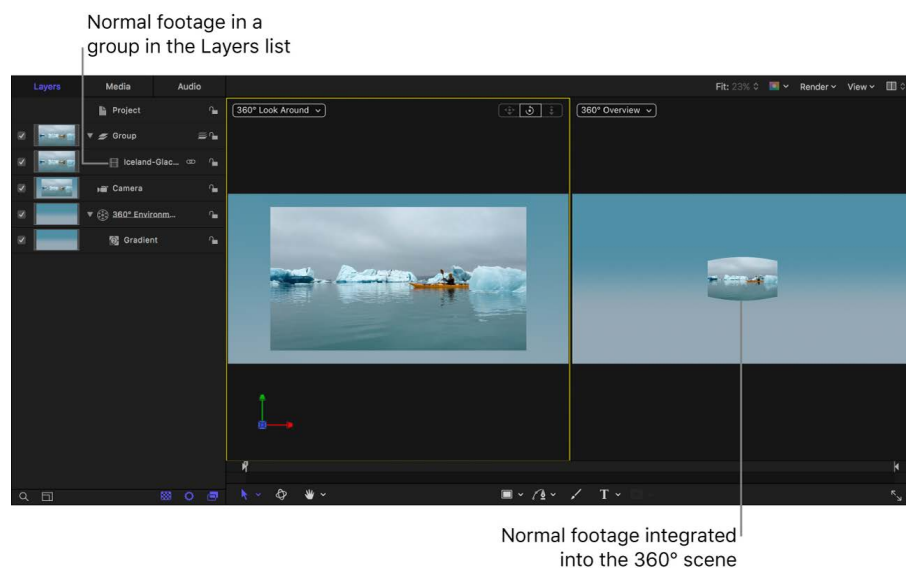 Normal footage in a
group in the Layers list
Layers Media Audio
Fit: 23% Render View
Project
360° Look Around
360° Overview
Group
Iceland-Glac...
Camera
360° Environm...
Gradient
T
Normal footage integrated
into the 360° scene